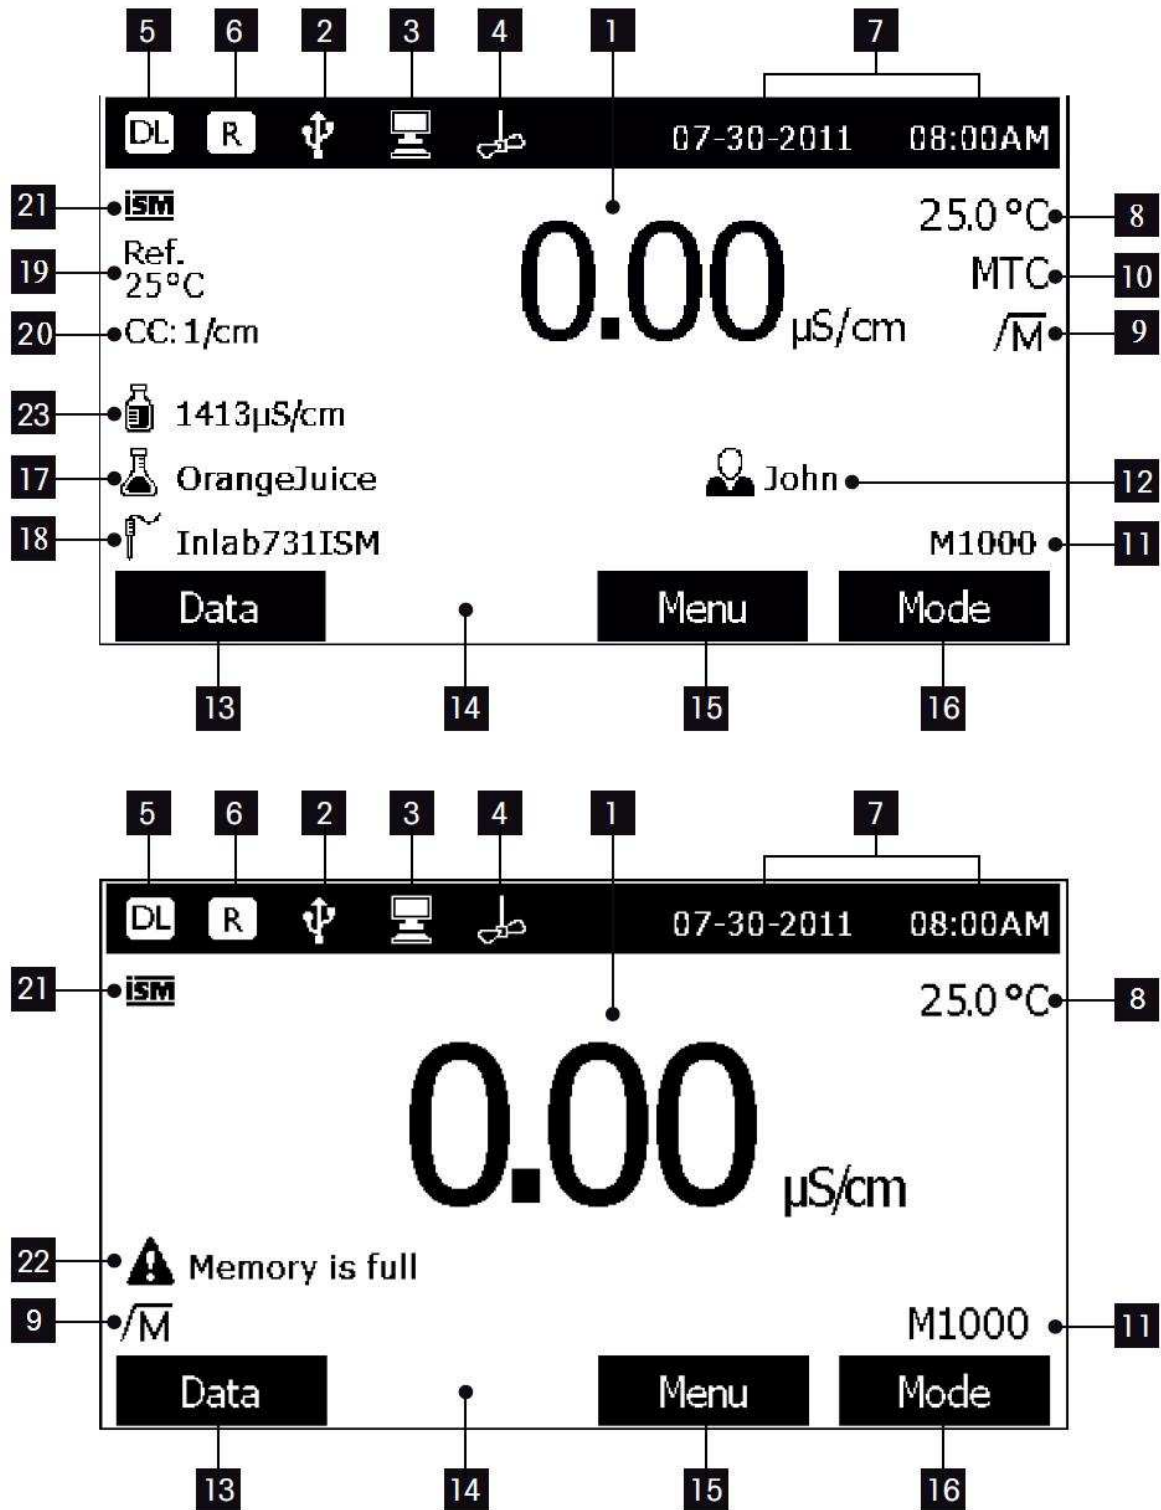 5 6 2 3 4 1 7
DL R 07-30-2011 08:00AM
21 ISM 0.00 µS/cm 25.0 °C 8
19 Ref. 25°C MTC 10
20 CC: 1/cm /M 9
23 1413µS/cm
17 OrangeJuice John 12
18 Inlab731ISM M1000 11
Data Menu Mode
13 14 15 16
5 6 2 3 4 1 7
DL R 07-30-2011 08:00AM
21 ISM 25.0 °C 8
0.00 µS/cm
22 Memory is full
9 /M M1000 11
Data Menu Mode
13 14 15 16